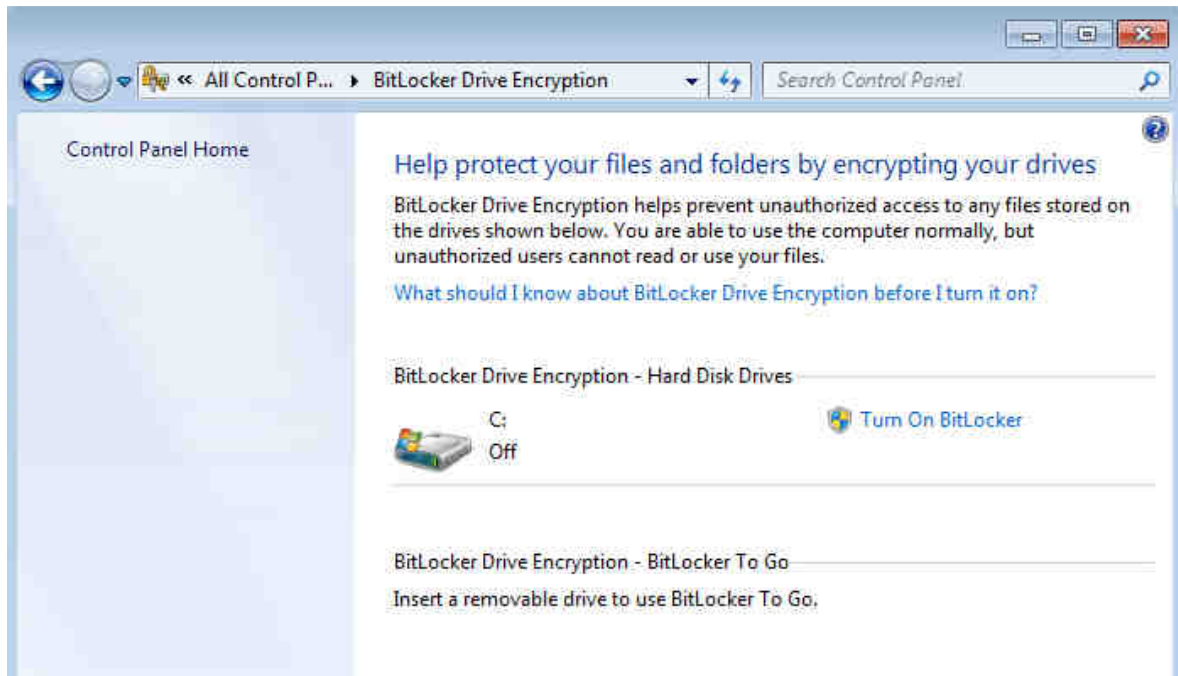 « All Control P... ▸ BitLocker Drive Encryption
Search Control Panel
Control Panel Home
Help protect your files and folders by encrypting your drives
BitLocker Drive Encryption helps prevent unauthorized access to any files stored on
the drives shown below. You are able to use the computer normally, but
unauthorized users cannot read or use your files.
What should I know about BitLocker Drive Encryption before I turn it on?
BitLocker Drive Encryption - Hard Disk Drives
C:
Turn On BitLocker
Off
BitLocker Drive Encryption - BitLocker To Go
Insert a removable drive to use BitLocker To Go.